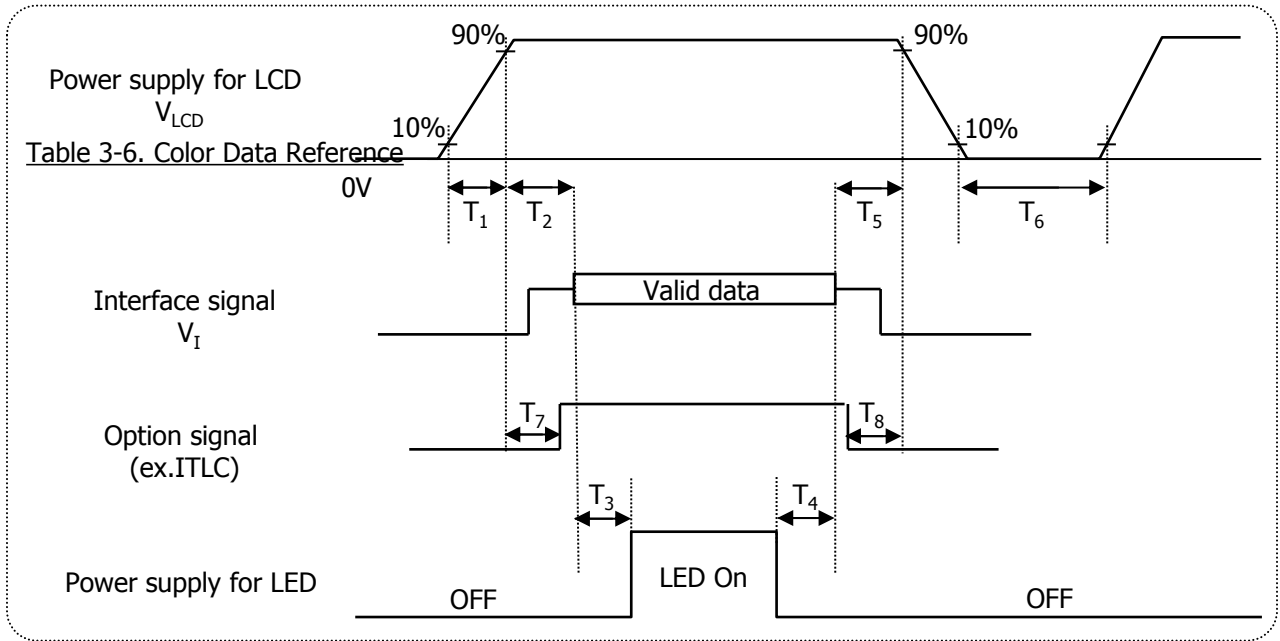 90%
90%
Power supply for LCD
V_LCD
10%
10%
Table 3-6. Color Data Reference
0V
T1
T2
T5
T6
Interface signal
V_I
Valid data
Option signal
(ex.ITLC)
T7
T8
T3
T4
Power supply for LED
OFF
LED On
OFF